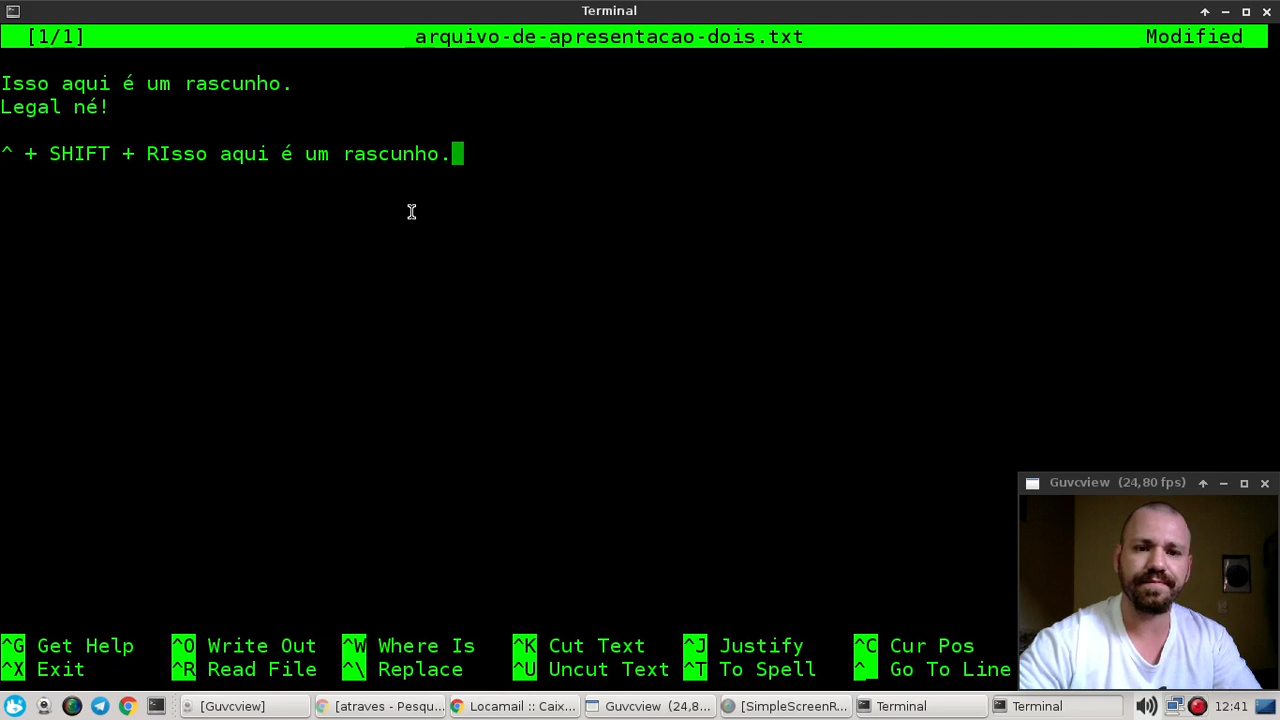 Terminal
[1/1] arquivo-de-apresentacao-dois.txt Modified
Isso aqui é um rascunho.
Legal né!
^ + SHIFT + RIsso aqui é um rascunho.
Guvcview (24,80 fps)
^G Get Help ^O Write Out ^W Where Is ^K Cut Text ^J Justify ^C Cur Pos
^X Exit ^R Read File ^\ Replace ^U Uncut Text ^T To Spell ^_ Go To Line
[Guvcview] [atraves - Pesqu... Locamail :: Caix... Guvcview (24,8... [SimpleScreenR... Terminal Terminal 12:41